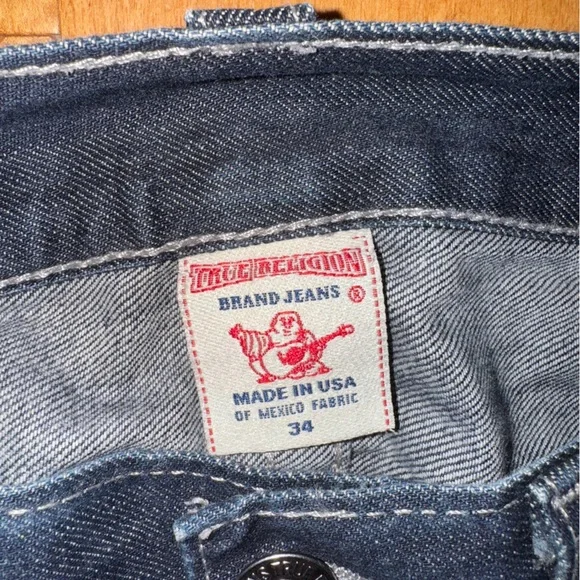 TRUE RELIGION
BRAND JEANS ®
MADE IN USA
OF MEXICO FABRIC
34